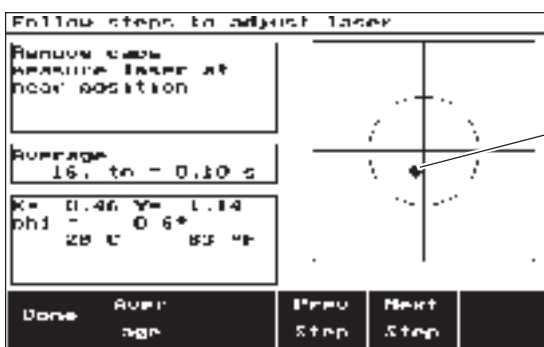 Follow steps to adjust laser
Remove caps
measure laser at
near position
Average
16, to = 0.10 s
X= 0.46 Y= 1.14
phi = 0.6°
28 C 83 °F
Done
Aver
age
Prev
Step
Next
Step